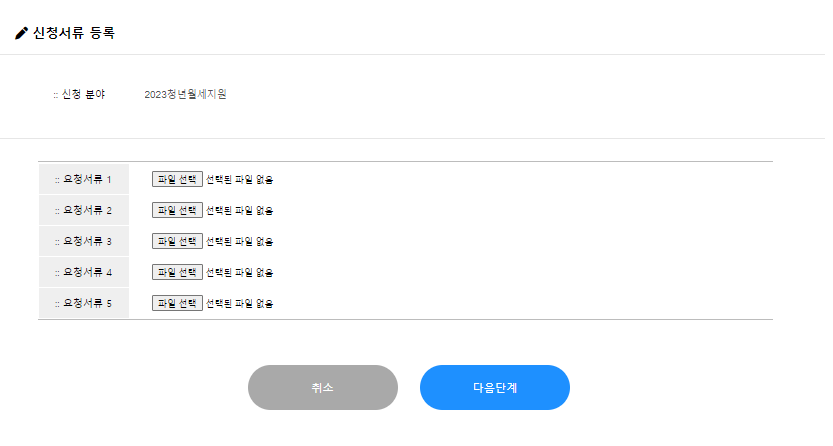 신청서류 등록
:: 신청 분야 2023청년월세지원
:: 요청서류 1 파일 선택 선택된 파일 없음
:: 요청서류 2 파일 선택 선택된 파일 없음
:: 요청서류 3 파일 선택 선택된 파일 없음
:: 요청서류 4 파일 선택 선택된 파일 없음
:: 요청서류 5 파일 선택 선택된 파일 없음
취소 다음단계